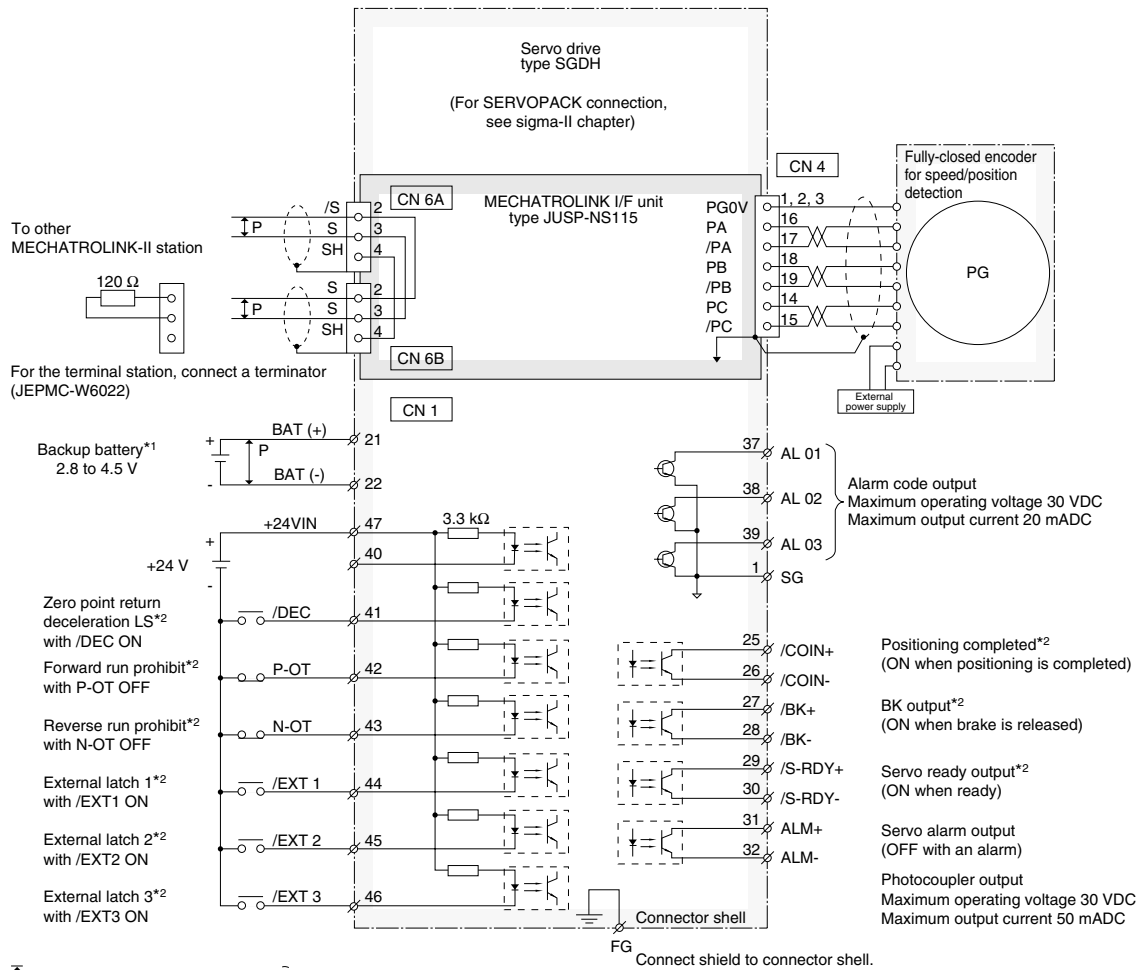 Servo drive
type SGDH
(For SERVOPACK connection,
see sigma-II chapter)
CN 4
Fully-closed encoder
for speed/position
detection
CN 6A
MECHATROLINK I/F unit
type JUSP-NS115
To other
MECHATROLINK-II station
120 Ω
P
/S
S
SH
2
3
4
P
S
S
SH
2
3
4
CN 6B
PG0V
PA
/PA
PB
/PB
PC
/PC
1, 2, 3
16
17
18
19
14
15
PG
External
power supply
For the terminal station, connect a terminator
(JEPMC-W6022)
CN 1
Backup battery*1
2.8 to 4.5 V
+
-
BAT (+)
P
BAT (-)
21
22
+24VIN
47
3.3 kΩ
40
+
+24 V
-
Zero point return
deceleration LS*2
with /DEC ON
/DEC
41
Forward run prohibit*2
with P-OT OFF
P-OT
42
Reverse run prohibit*2
with N-OT OFF
N-OT
43
External latch 1*2
with /EXT1 ON
/EXT 1
44
External latch 2*2
with /EXT2 ON
/EXT 2
45
External latch 3*2
with /EXT3 ON
/EXT 3
46
37
AL 01
38
AL 02
39
AL 03
1
SG
Alarm code output
Maximum operating voltage 30 VDC
Maximum output current 20 mADC
25
/COIN+
26
/COIN-
Positioning completed*2
(ON when positioning is completed)
27
/BK+
28
/BK-
BK output*2
(ON when brake is released)
29
/S-RDY+
30
/S-RDY-
Servo ready output*2
(ON when ready)
31
ALM+
32
ALM-
Servo alarm output
(OFF with an alarm)
Photocoupler output
Maximum operating voltage 30 VDC
Maximum output current 50 mADC
Connector shell
FG
Connect shield to connector shell.